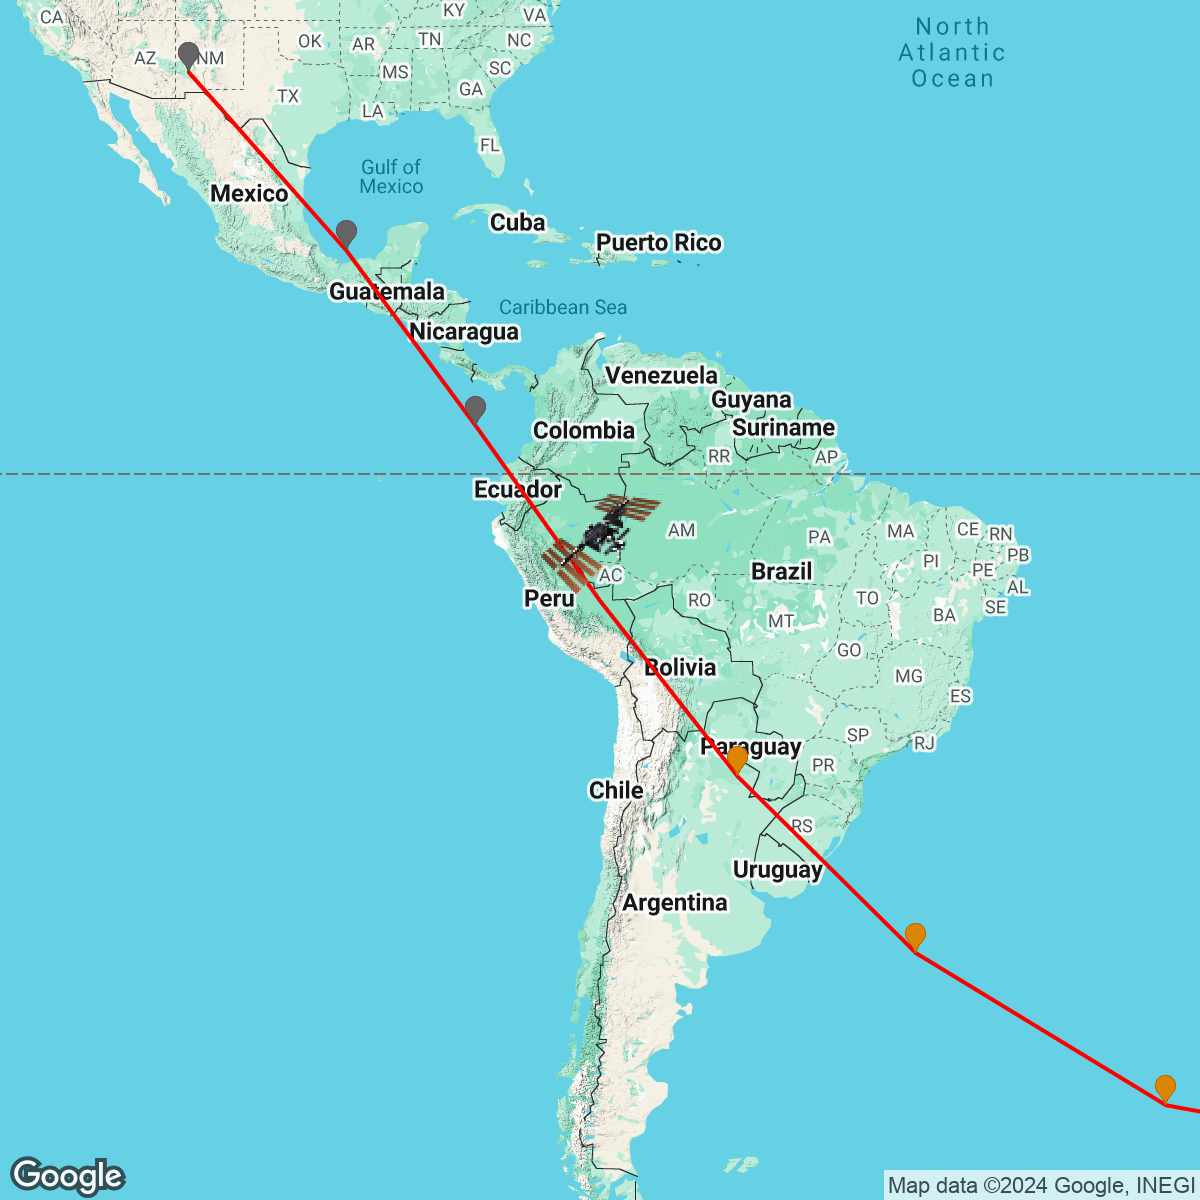 CA
KY
VA
North
Atlantic
Ocean
AZ
NM
OK
AR
TN
NC
MS
SC
TX
GA
LA
FL
Gulf of
Mexico
Mexico
Cuba
Puerto Rico
Guatemala
Caribbean Sea
Nicaragua
Venezuela
Guyana
Colombia
Suriname
RR
AP
Ecuador
AM
PA
MA
CE
RN
PB
PI
PE
AL
AC
Brazil
Peru
RO
TO
SE
BA
MT
GO
Bolivia
MG
ES
Paraguay
SP
RJ
PR
Chile
RS
Uruguay
Argentina
Google
Map data ©2024 Google, INEGI